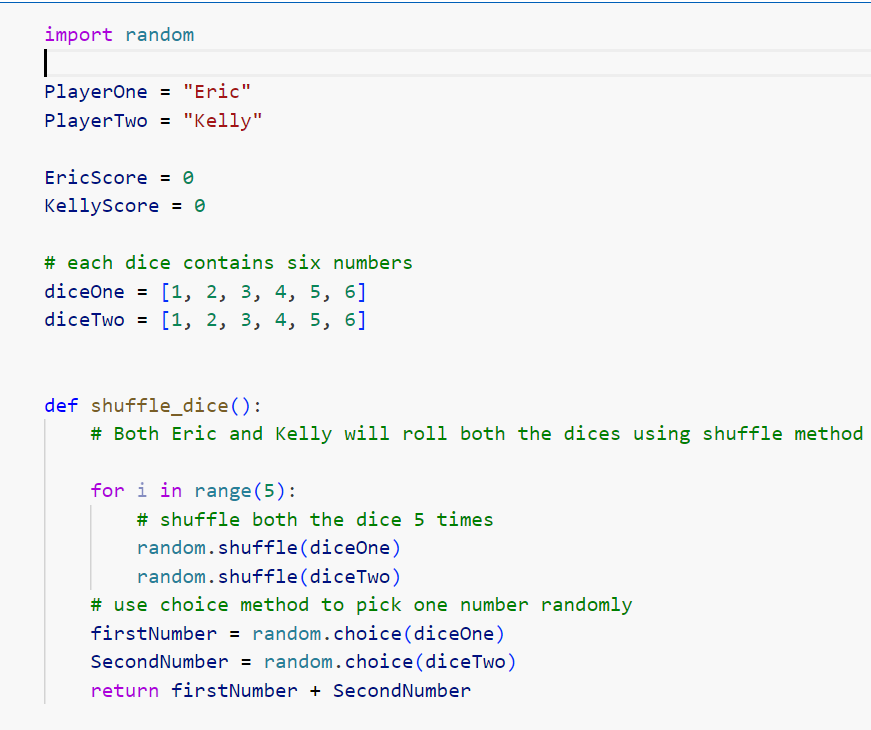 import random
PlayerOne = "Eric"
PlayerTwo = "Kelly"
EricScore = 0
KellyScore = 0
# each dice contains six numbers
diceOne = [1, 2, 3, 4, 5, 6]
diceTwo = [1, 2, 3, 4, 5, 6]
def shuffle_dice():
    # Both Eric and Kelly will roll both the dices using shuffle method
    for i in range(5):
        # shuffle both the dice 5 times
        random.shuffle(diceOne)
        random.shuffle(diceTwo)
    # use choice method to pick one number randomly
    firstNumber = random.choice(diceOne)
    SecondNumber = random.choice(diceTwo)
    return firstNumber + SecondNumber